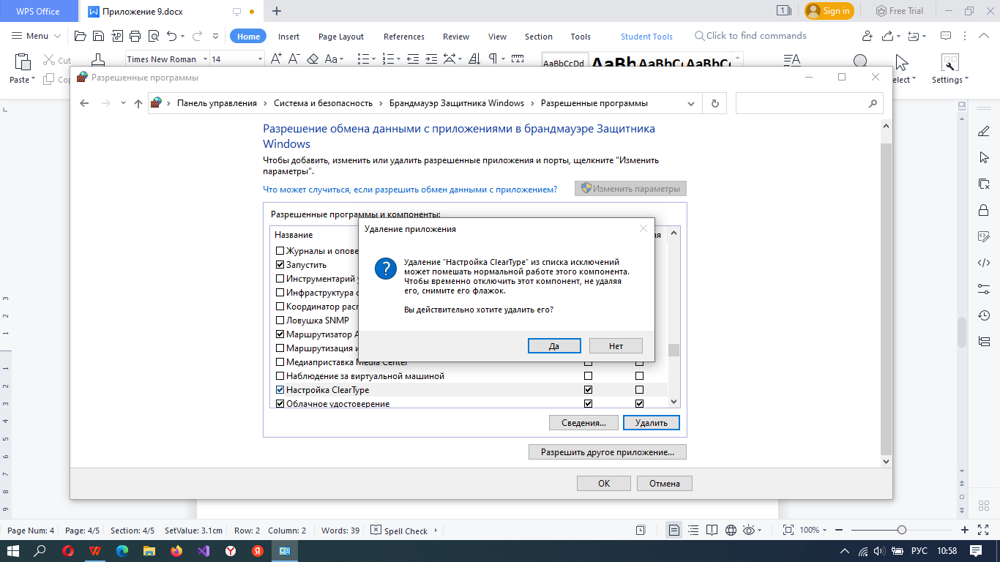 WPS Office
Приложение 9.docx
1
Sign in
Free Trial
Menu
Home
Insert
Page Layout
References
Review
View
Section
Tools
Student Tools
Click to find commands
Paste
Cut
Times New Roman
14
AaBbCcDd
Settings
Разрешенные программы
Панель управления
Система и безопасность
Брандмауэр Защитника Windows
Разрешенные программы
Разрешение обмена данными с приложениями в брандмауэре Защитника
Windows
Чтобы добавить, изменить или удалить разрешенные приложения и порты, щелкните "Изменить
параметры".
Что может случиться, если разрешить обмен данными с приложением?
Изменить параметры
Разрешенные программы и компоненты:
Название
Журналы и опове
Запустить
Инструментарий
Инфраструктура
Координатор расп
Ловушка SNMP
Маршрутизатор A
Маршрутизация и
Медиаприставка Media Center
Наблюдение за виртуальной машиной
Настройка ClearType
Облачное удостоверение
Удаление приложения
Удаление "Настройка ClearType" из списка исключений
может помешать нормальной работе этого компонента.
Чтобы временно отключить этот компонент, не удаляя
его, снимите его флажок.
Вы действительно хотите удалить его?
Да
Нет
Сведения...
Удалить
Разрешить другое приложение...
ОК
Отмена
Page Num: 4
Page: 4/5
Section: 4/5
SetValue: 3.1cm
Row: 2
Column: 2
Words: 39
Spell Check
100%
РУС
10:58